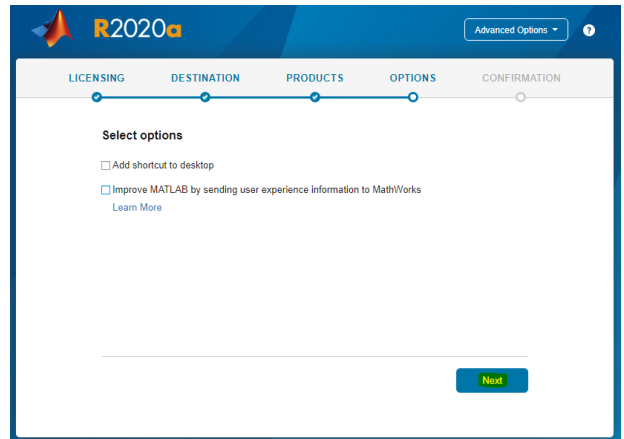 R2020a
Advanced Options
?
LICENSING DESTINATION PRODUCTS OPTIONS CONFIRMATION
Select options
Add shortcut to desktop
Improve MATLAB by sending user experience information to MathWorks
Learn More
Next